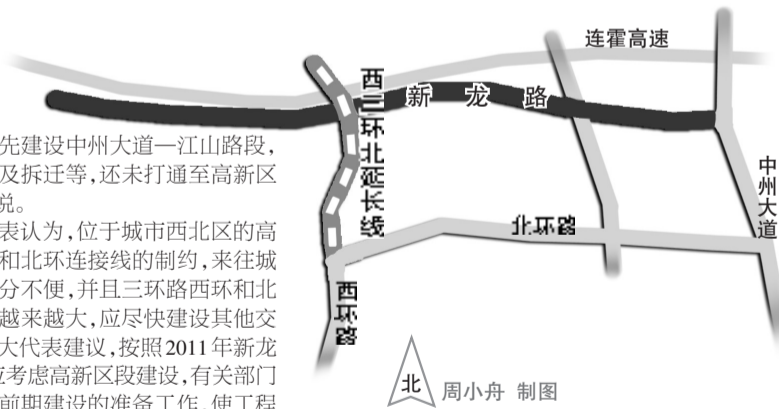 连霍高速
新龙路
西三环北延长线
中州大道
北环路
西环路
北
周小舟 制图
先建设中州大道—江山路段,
及拆迁等,还未打通至高新区
说。
表认为,位于城市西北区的高
和北环连接线的制约,来往城
分不便,并且三环路西环和北
越来越大,应尽快建设其他交
大代表建议,按照2011年新龙
应考虑高新区段建设,有关部门
前期建设的准备工作,使工程